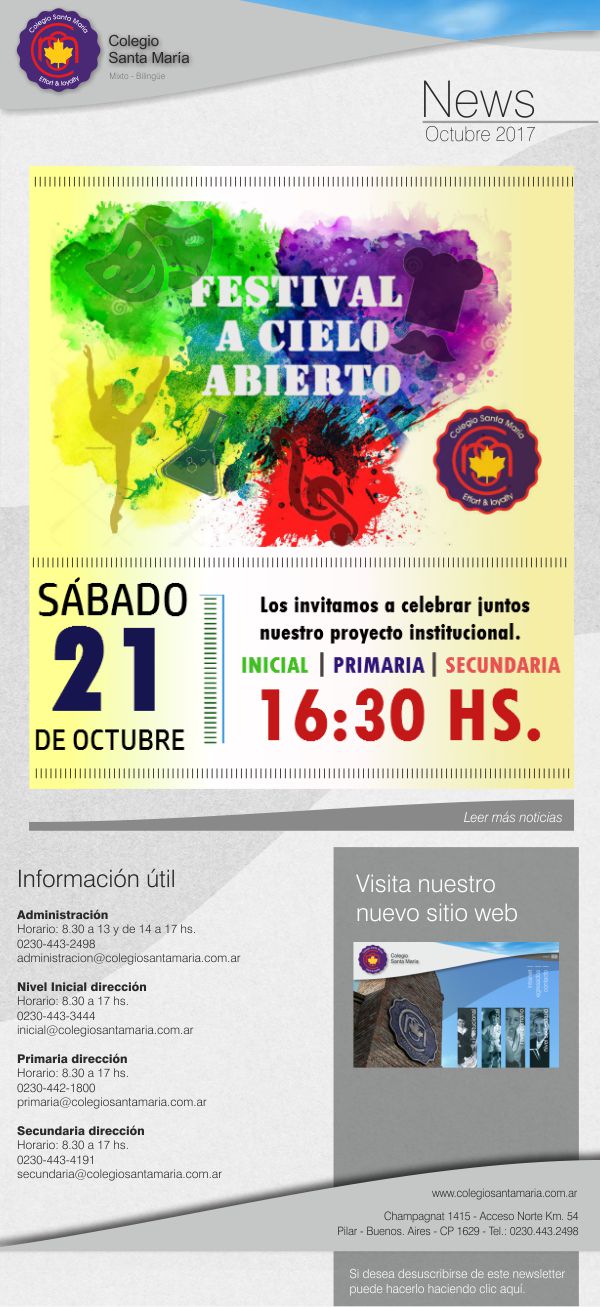 Colegio Santa María
Effort & loyalty
Colegio
Santa María
Mixto - Bilingüe
News
Octubre 2017
FESTIVAL
A CIELO
ABIERTO
Colegio Santa María
Effort & loyalty
SÁBADO
21
DE OCTUBRE
Los invitamos a celebrar juntos
nuestro proyecto institucional.
INICIAL | PRIMARIA | SECUNDARIA
16:30 HS.
Leer más noticias
Información útil
Administración
Horario: 8.30 a 13 y de 14 a 17 hs.
0230-443-2498
administracion@colegiosantamaria.com.ar
Nivel Inicial dirección
Horario: 8.30 a 17 hs.
0230-443-3444
inicial@colegiosantamaria.com.ar
Primaria dirección
Horario: 8.30 a 17 hs.
0230-442-1800
primaria@colegiosantamaria.com.ar
Secundaria dirección
Horario: 8.30 a 17 hs.
0230-443-4191
secundaria@colegiosantamaria.com.ar
Visita nuestro
nuevo sitio web
Colegio
Santa María
www.colegiosantamaria.com.ar
Champagnat 1415 - Acceso Norte Km. 54
Pilar - Buenos. Aires - CP 1629 - Tel.: 0230.443.2498
Si desea desuscribirse de este newsletter
puede hacerlo haciendo clic aquí.